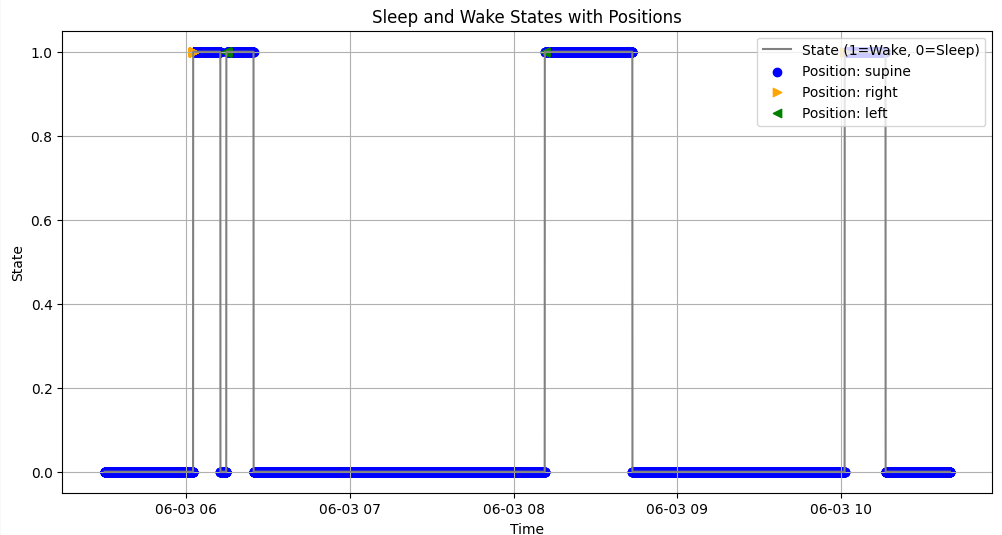 Sleep and Wake States with Positions
State (1=Wake, 0=Sleep)
Position: supine
Position: right
Position: left
1.0
0.8
0.6
0.4
0.2
0.0
State
06-03 06
06-03 07
06-03 08
06-03 09
06-03 10
Time